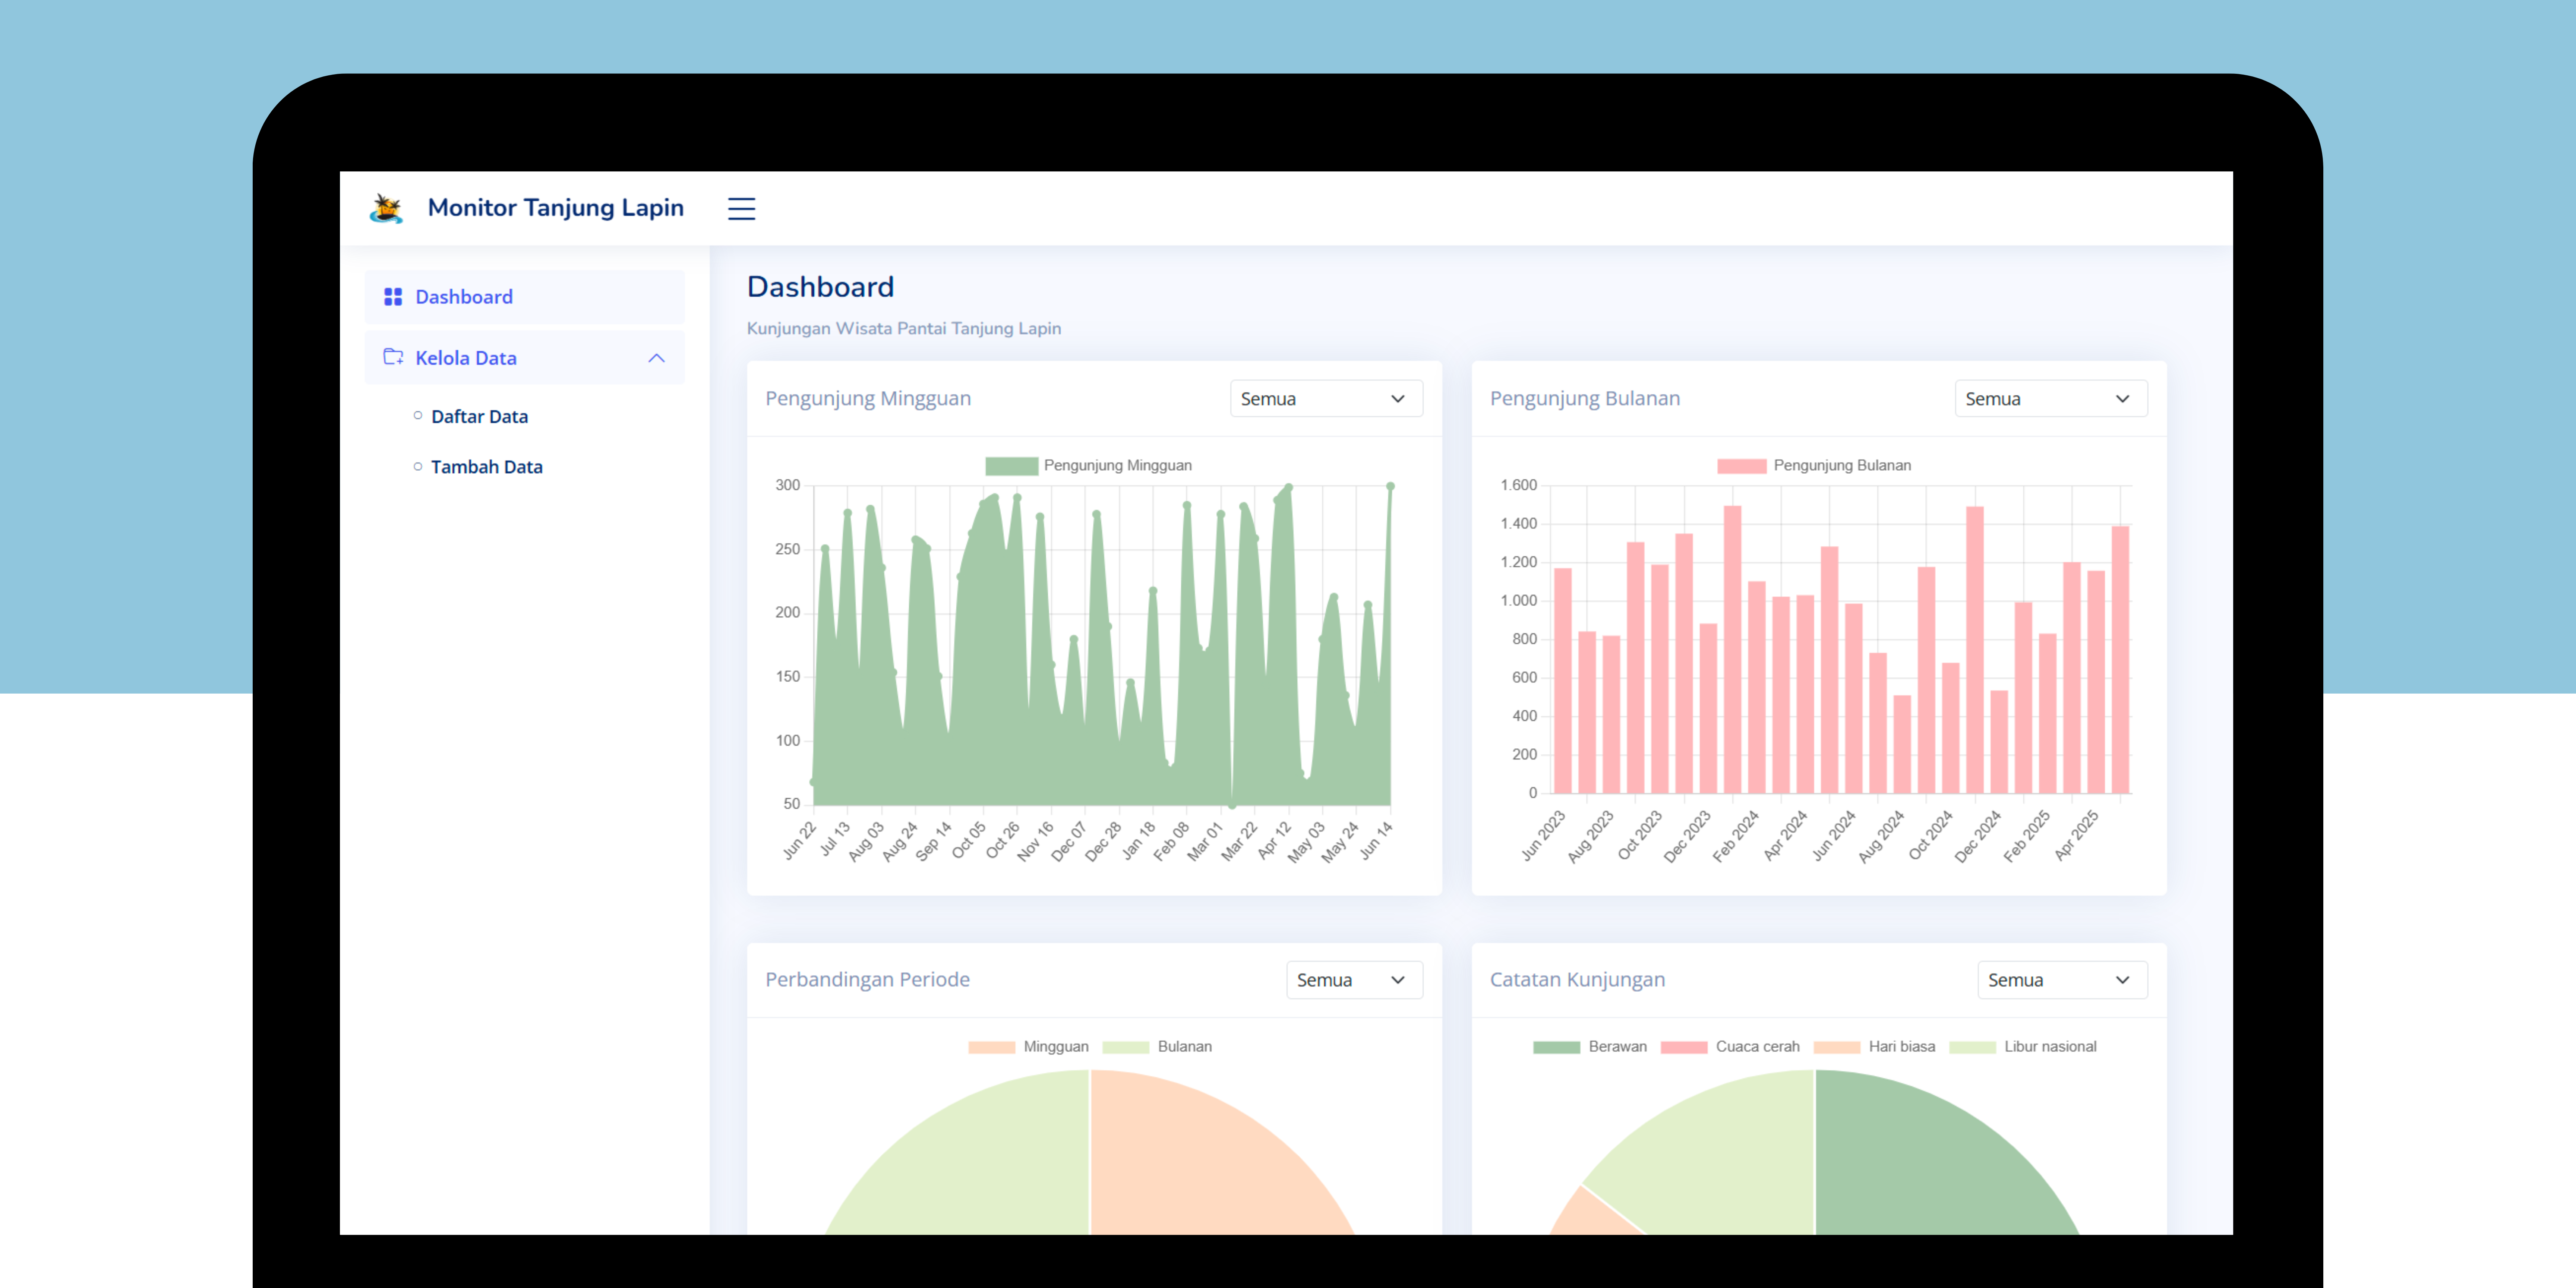 Monitor Tanjung Lapin
Dashboard
Kelola Data
Daftar Data
Tambah Data
Dashboard
Kunjungan Wisata Pantai Tanjung Lapin
Pengunjung Mingguan
Semua
Pengunjung Mingguan
300
250
200
150
100
50
Jun 22
Jul 13
Aug 03
Aug 24
Sep 14
Oct 05
Oct 26
Nov 16
Dec 07
Dec 28
Jan 18
Feb 08
Mar 01
Mar 22
Apr 12
May 03
May 24
Jun 14
Pengunjung Bulanan
Semua
Pengunjung Bulanan
1.600
1.400
1.200
1.000
800
600
400
200
0
Jun 2023
Aug 2023
Oct 2023
Dec 2023
Feb 2024
Apr 2024
Jun 2024
Aug 2024
Oct 2024
Dec 2024
Feb 2025
Apr 2025
Perbandingan Periode
Semua
Mingguan
Bulanan
Catatan Kunjungan
Semua
Berawan
Cuaca cerah
Hari biasa
Libur nasional